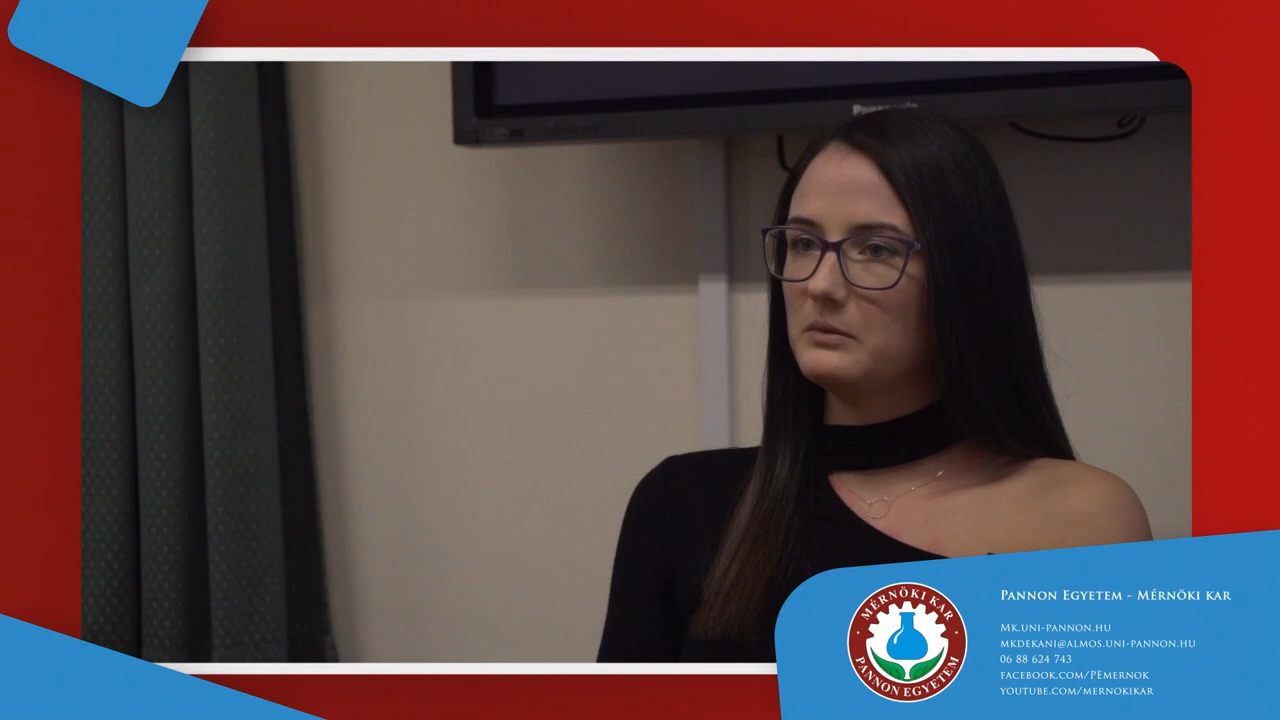 Panasonic
Pannon Egyetem - Mérnöki kar
Mk.uni-pannon.hu
mkdekani@almos.uni-pannon.hu
06 88 624 743
facebook.com/PEmernok
youtube.com/mernokikar
MÉRNÖKI KAR
PANNON EGYETEM